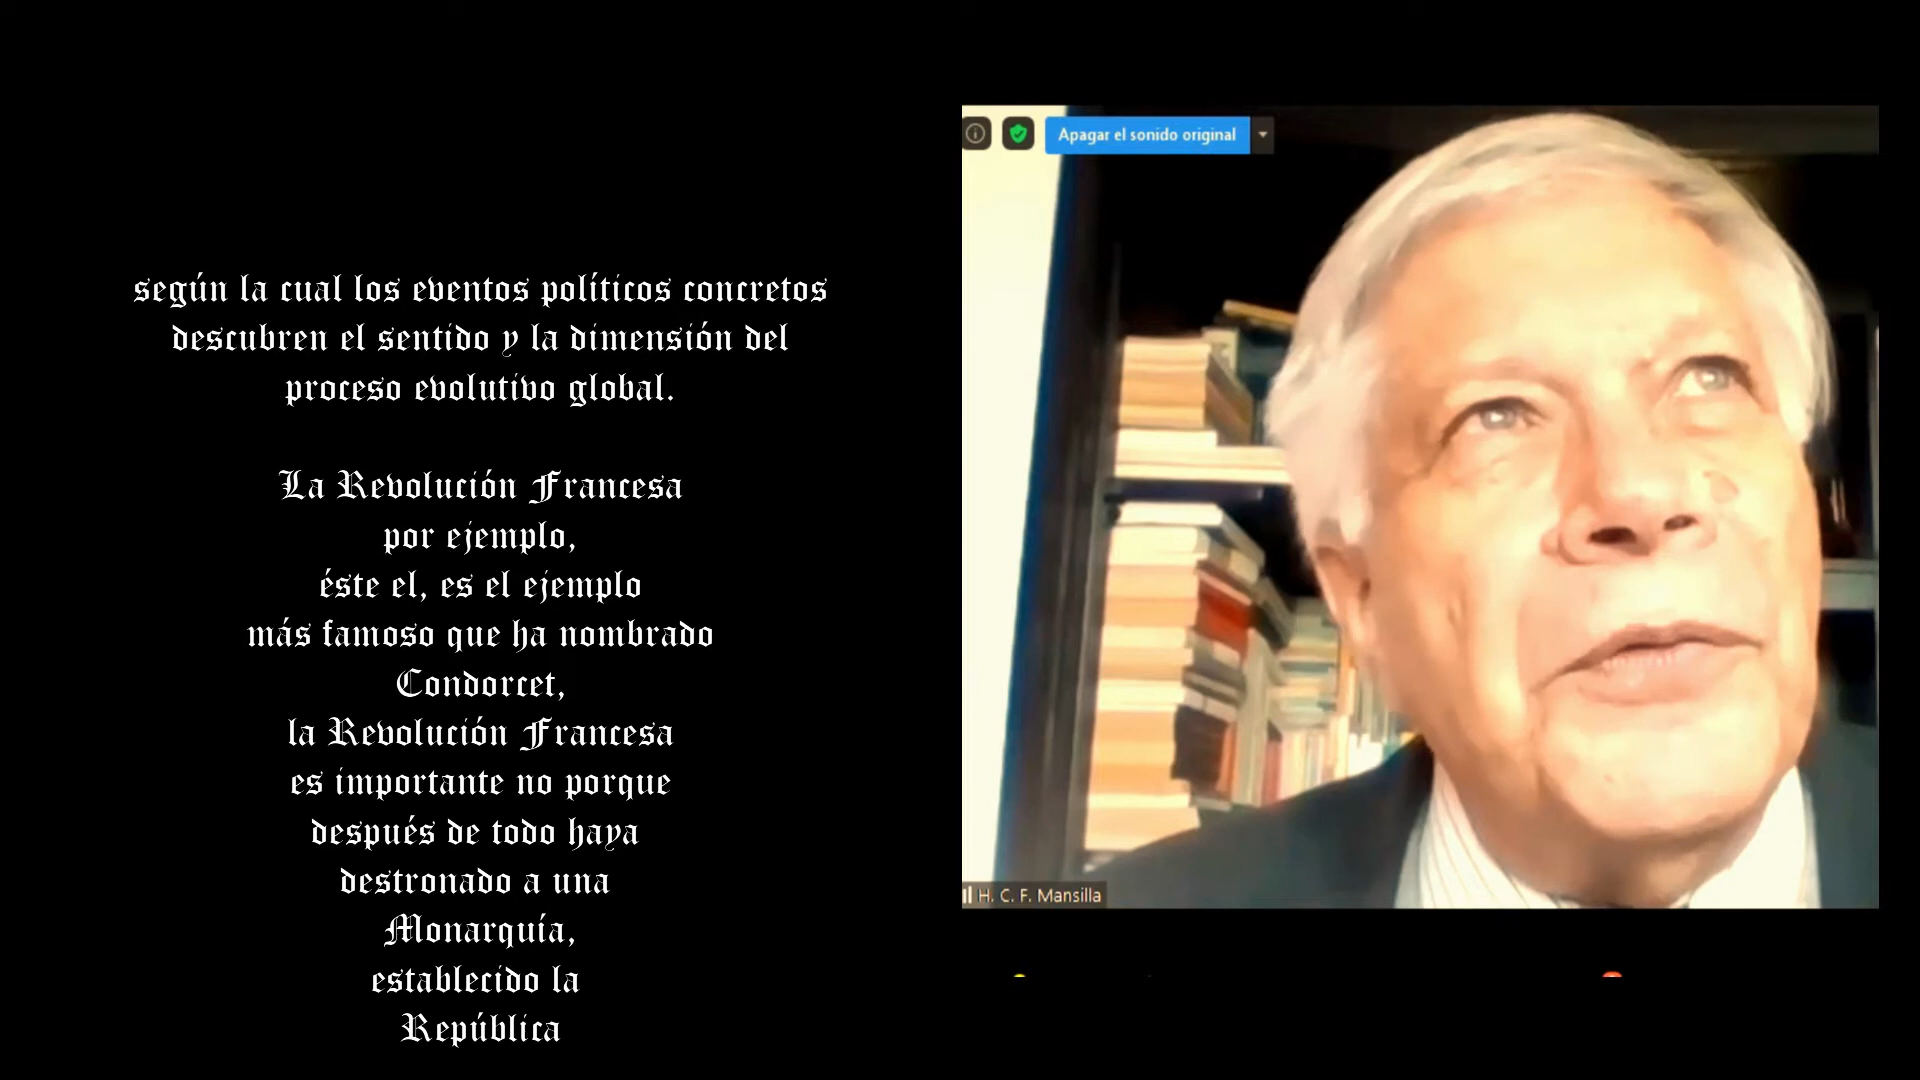 según la cual los eventos políticos concretos
descubren el sentido y la dimensión del
proceso evolutivo global.
La Revolución Francesa
por ejemplo,
éste el, es el ejemplo
más famoso que ha nombrado
Condorcet,
la Revolución Francesa
es importante no porque
después de todo haya
destronado a una
Monarquía,
establecido la
República
Apagar el sonido original
H. C. F. Mansilla